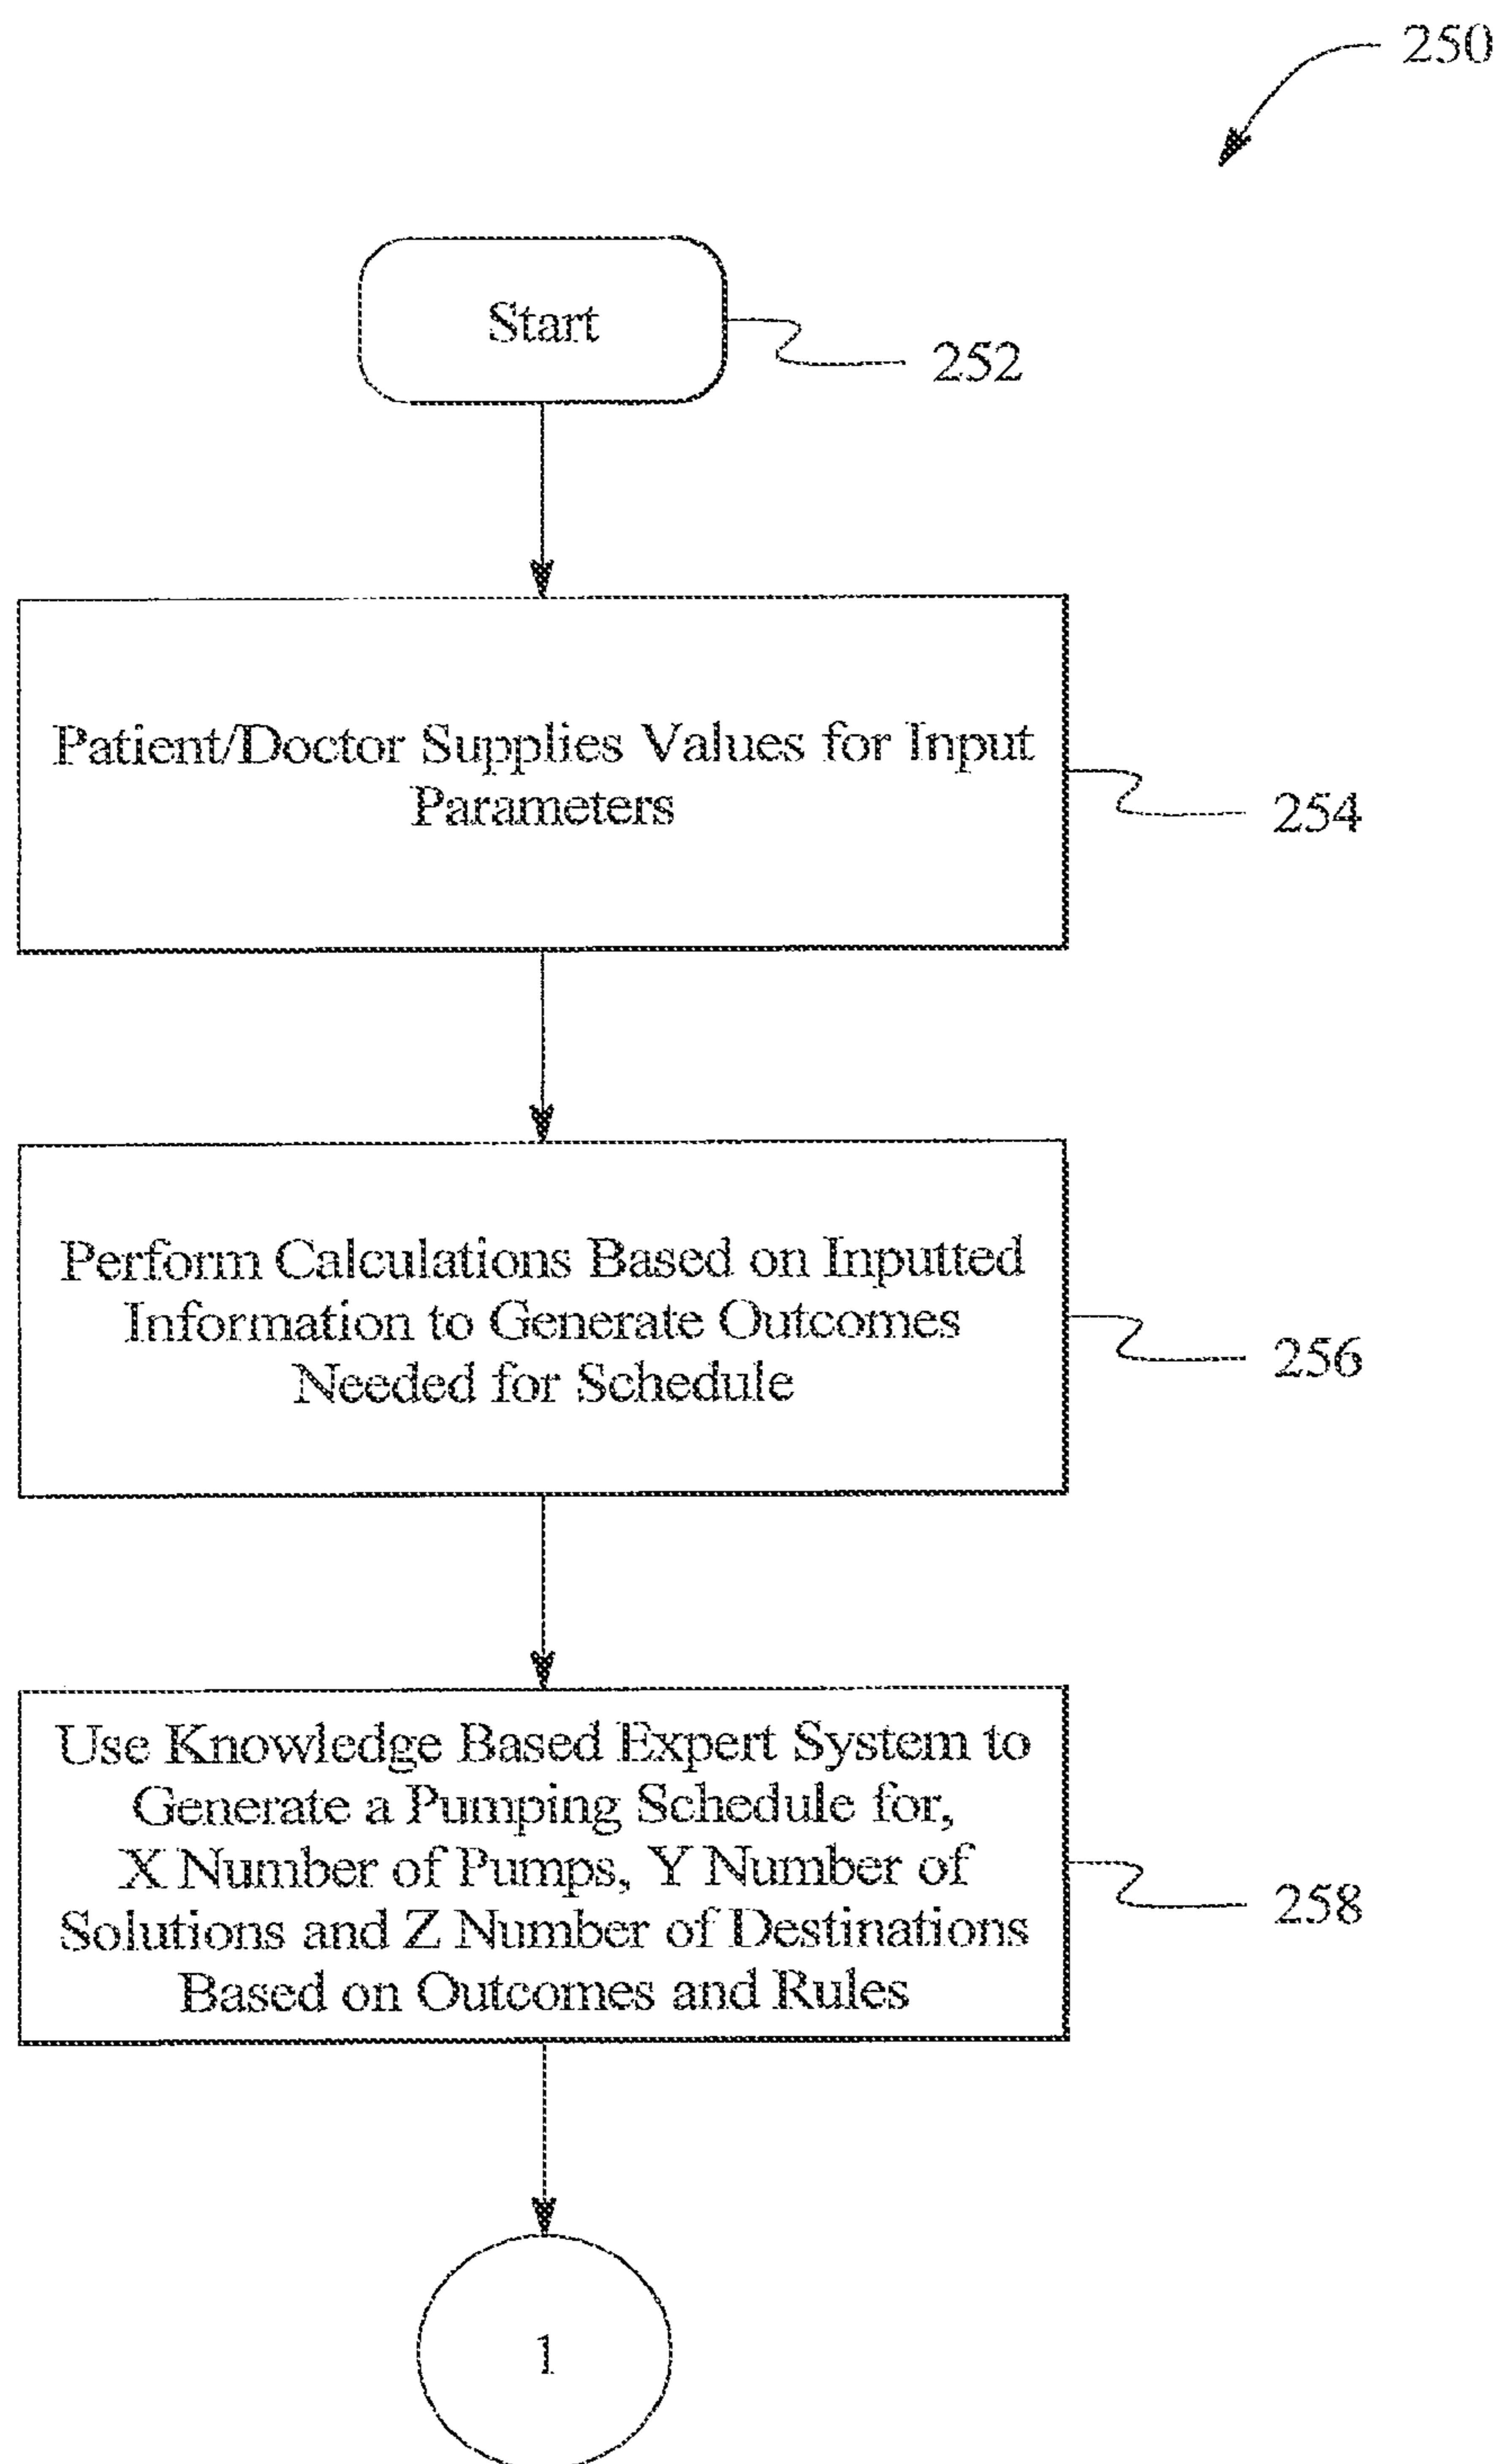 250
Start
252
Patient/Doctor Supplies Values for Input
Parameters
254
Perform Calculations Based on Inputted
Information to Generate Outcomes
Needed for Schedule
256
Use Knowledge Based Expert System to
Generate a Pumping Schedule for,
X Number of Pumps, Y Number of
Solutions and Z Number of Destinations
Based on Outcomes and Rules
258
1